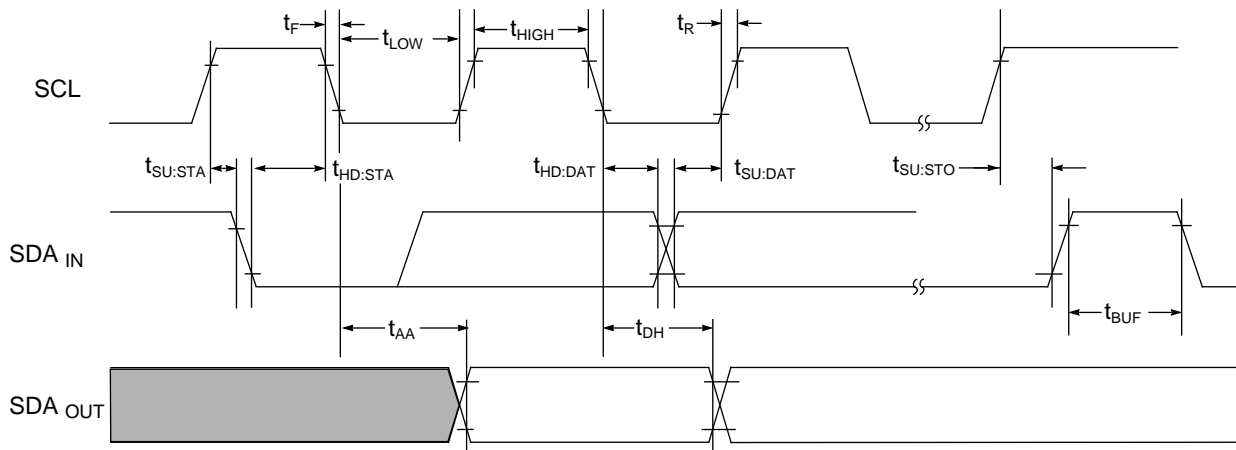 tF
tLOW
tHIGH
tR
SCL
tSU:STA
tHD:STA
tHD:DAT
tSU:DAT
tSU:STO
SDA IN
tAA
tDH
tBUF
SDA OUT